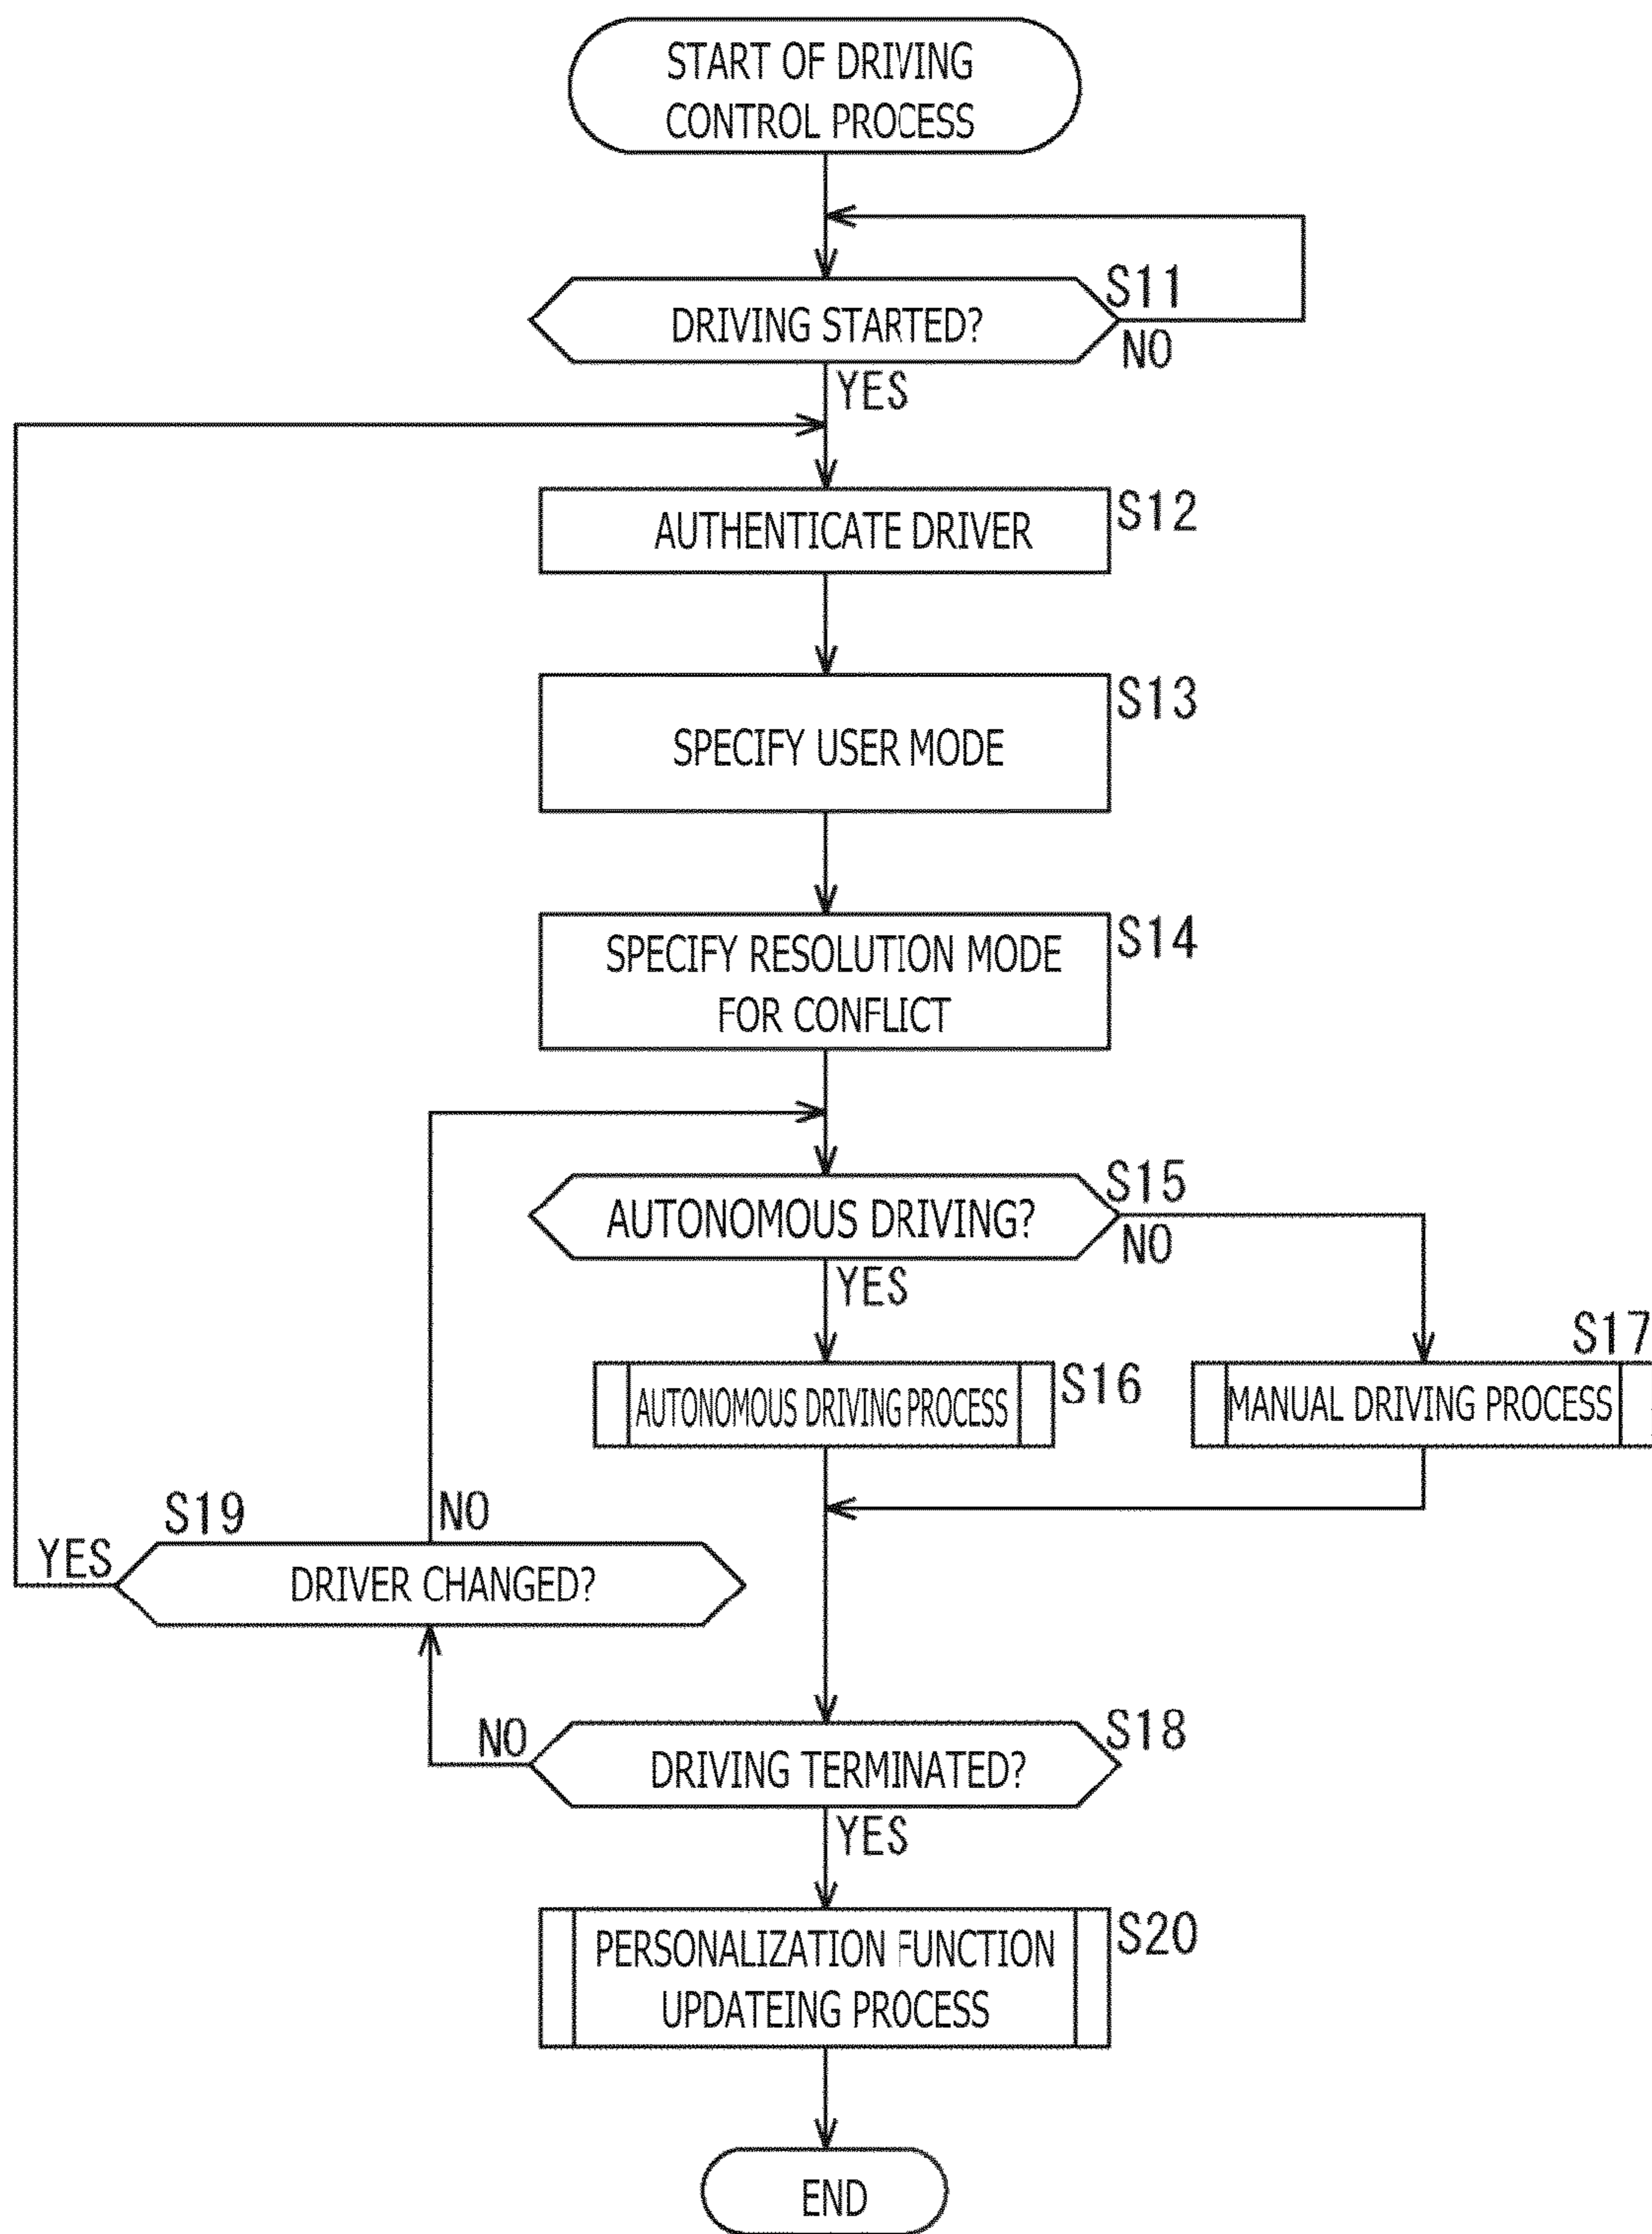 START OF DRIVING
CONTROL PROCESS
S11
DRIVING STARTED?
NO
YES
S12
AUTHENTICATE DRIVER
S13
SPECIFY USER MODE
S14
SPECIFY RESOLUTION MODE
FOR CONFLICT
S15
AUTONOMOUS DRIVING?
NO
YES
S17
S16
AUTONOMOUS DRIVING PROCESS
MANUAL DRIVING PROCESS
S19
NO
YES
DRIVER CHANGED?
S18
NO
DRIVING TERMINATED?
YES
S20
PERSONALIZATION FUNCTION
UPDATEING PROCESS
END